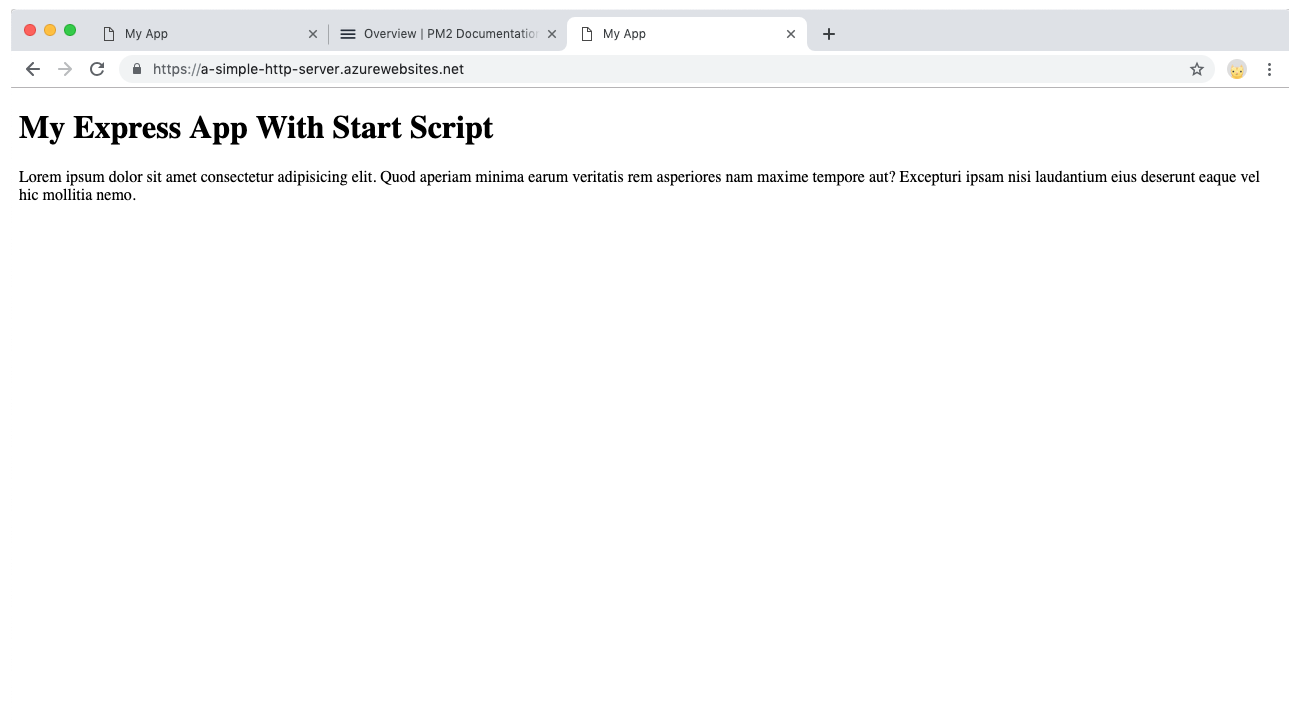 My App
Overview | PM2 Documentation
My App
https://a-simple-http-server.azurewebsites.net
My Express App With Start Script
Lorem ipsum dolor sit amet consectetur adipisicing elit. Quod aperiam minima earum veritatis rem asperiores nam maxime tempore aut? Excepturi ipsam nisi laudantium eius deserunt eaque vel
hic mollitia nemo.